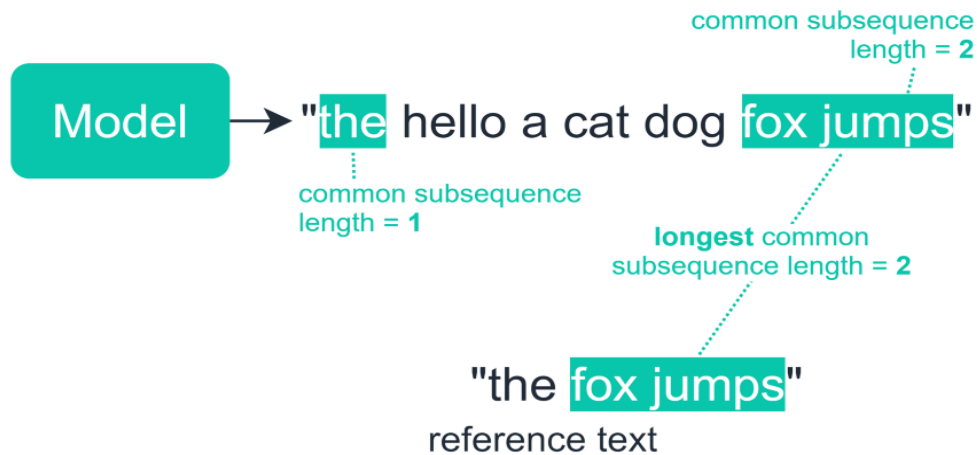 common subsequence
length = 2
Model
"the hello a cat dog fox jumps"
common subsequence
length = 1
longest common
subsequence length = 2
"the fox jumps"
reference text